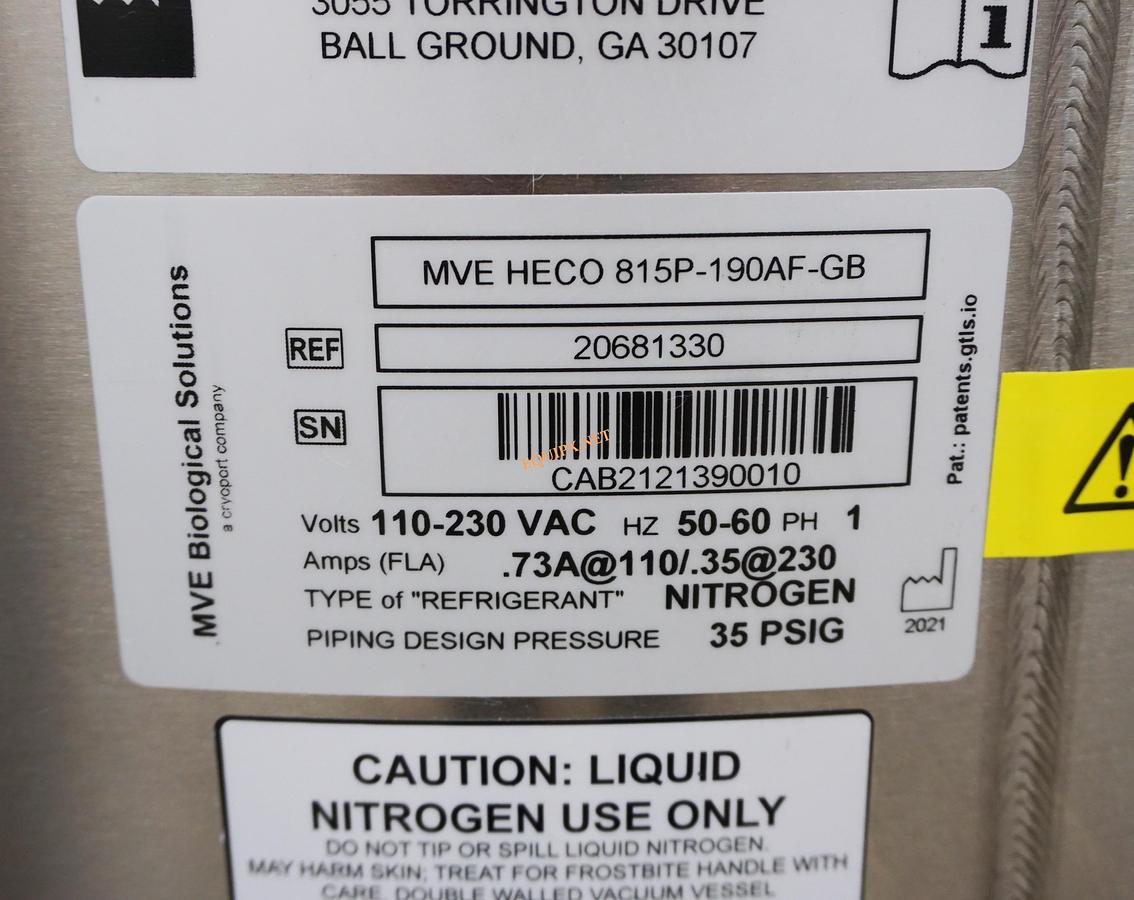 3055 TORRINGTON DRIVE
BALL GROUND, GA 30107
i
MVE Biological Solutions
a cryoport company
MVE HECO 815P-190AF-GB
REF
20681330
SN
EQUIPX.NET
CAB2121390010
Volts 110-230 VAC HZ 50-60 PH 1
Amps (FLA) .73A@110/.35@230
TYPE of "REFRIGERANT" NITROGEN
PIPING DESIGN PRESSURE 35 PSIG
2021
Pat.: patents.gtls.io
!
CAUTION: LIQUID
NITROGEN USE ONLY
DO NOT TIP OR SPILL LIQUID NITROGEN.
MAY HARM SKIN; TREAT FOR FROSTBITE HANDLE WITH
CARE. DOUBLE WALLED VACUUM VESSEL